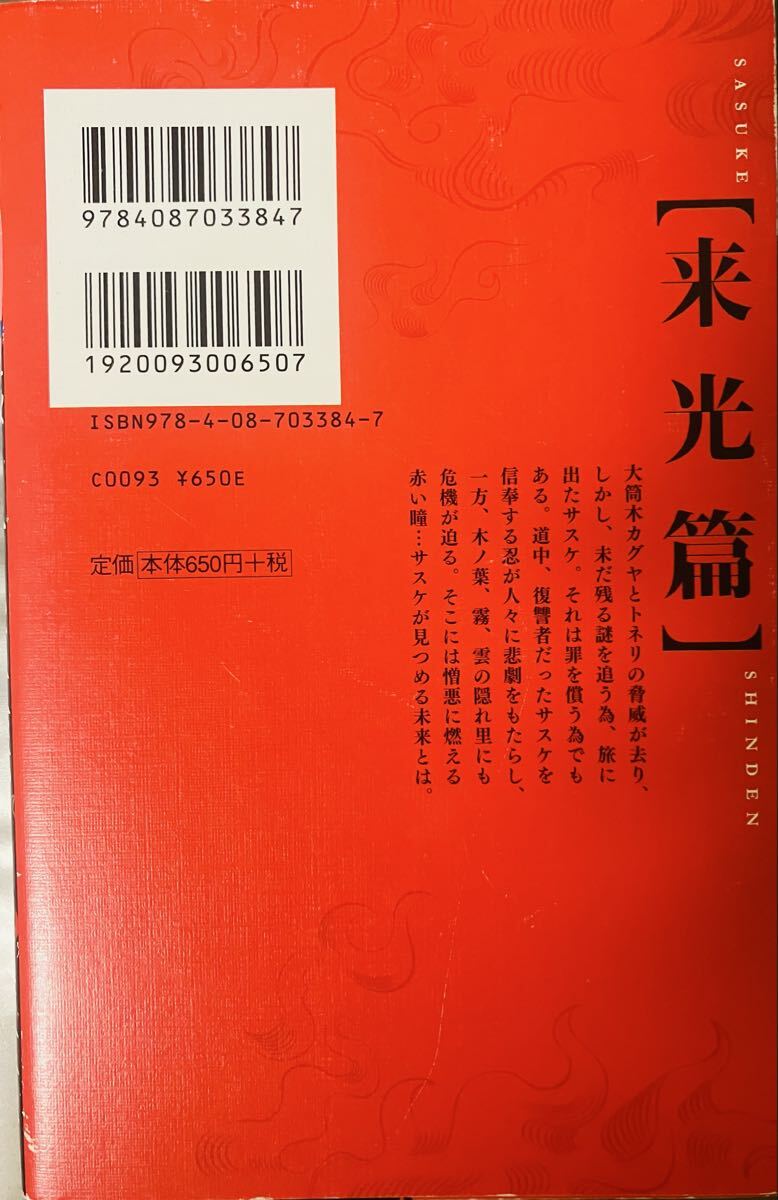 SASUKE
【来光篇】
SHINDEN
大筒木カグヤとトネリの脅威が去り、
しかし、未だ残る謎を追う為、旅に
出たサスケ。それは罪を償う為でも
ある。道中、復讐者だったサスケを
信奉する忍が人々に悲劇をもたらし、
一方、木ノ葉、霧、雲の隠れ里にも
危機が迫る。そこには憎悪に燃える
赤い瞳…サスケが見つめる未来とは。
9784087033847
1920093006507
ISBN978-4-08-703384-7
C0093 ¥650E
定価 本体650円+税